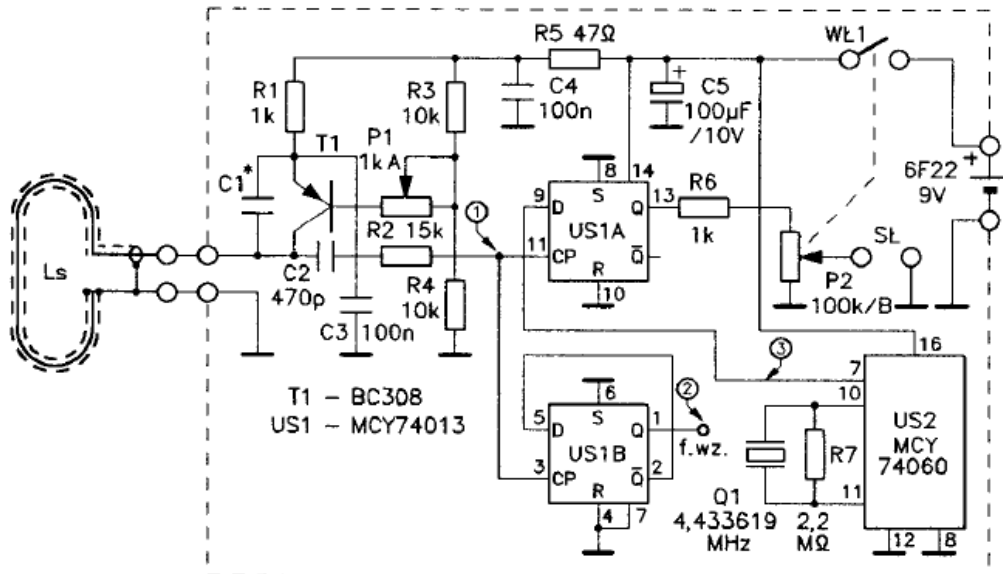 R5 47Ω
WŁ1
R1
1k
R3
10k
C4
100n
+
C5
100µF
/10V
T1
P1
1kA
C1*
6F22
+
9V
8
14
S
9
D
Q
13
R6
1k
1
US1A
11
CP
Q̅
R
10
R2 15k
Ls
C2
470p
R4
10k
C3
100n
SŁ
P2
100k/B
3
16
7
10
T1 – BC308
US1 – MCY74013
6
S
5
D
Q
1
2
US1B
f.wz.
3
CP
Q̅
2
R
4
7
US2
MCY
74060
R7
11
Q1
4,433619
MHz
2,2
MΩ
12
8